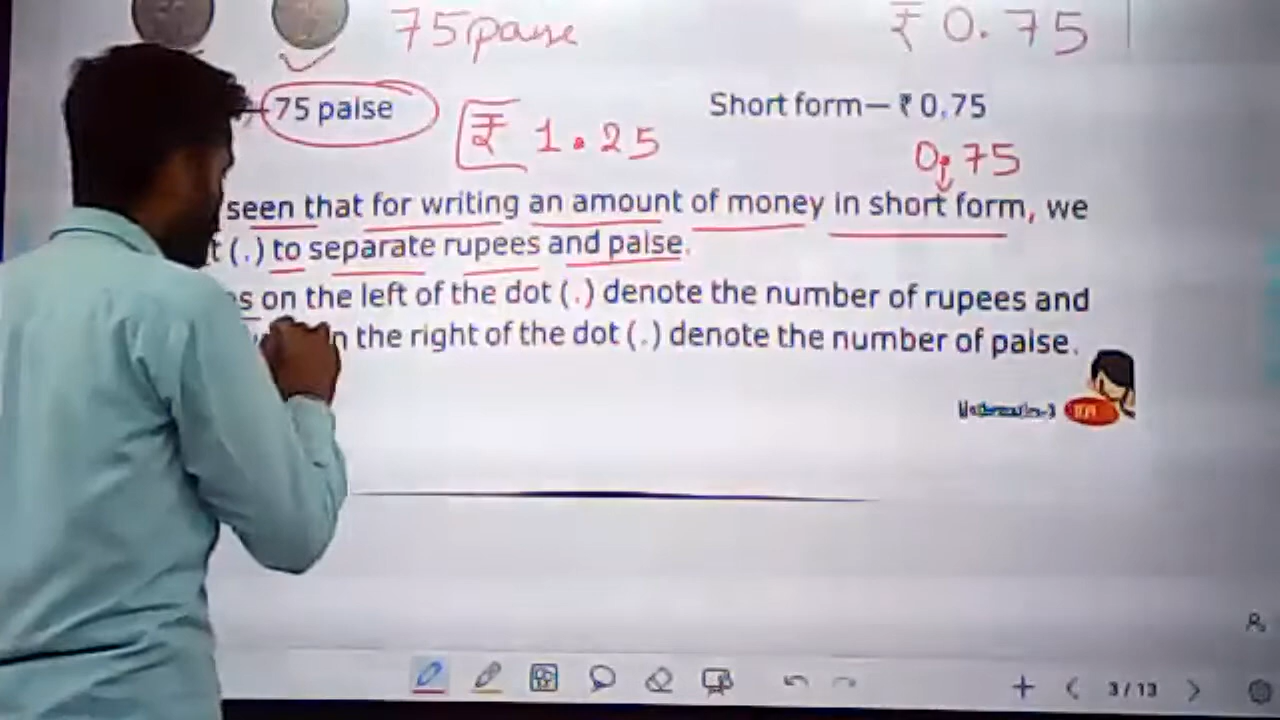 75 paise
₹ 0.75
75 paise
₹ 1.25
Short form— ₹ 0.75
0.75
seen that for writing an amount of money in short form, we
(.) to separate rupees and paise.
on the left of the dot (.) denote the number of rupees and
the right of the dot (.) denote the number of paise.
3 / 13